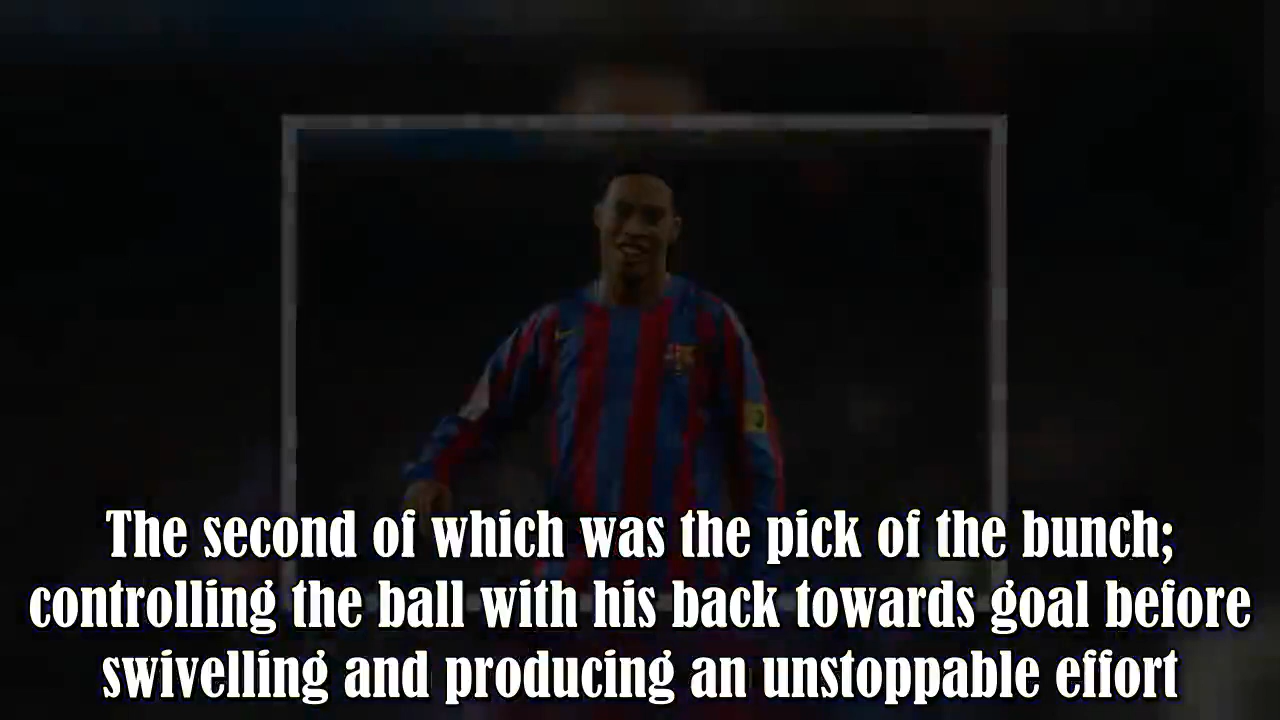 The second of which was the pick of the bunch;
controlling the ball with his back towards goal before
swivelling and producing an unstoppable effort